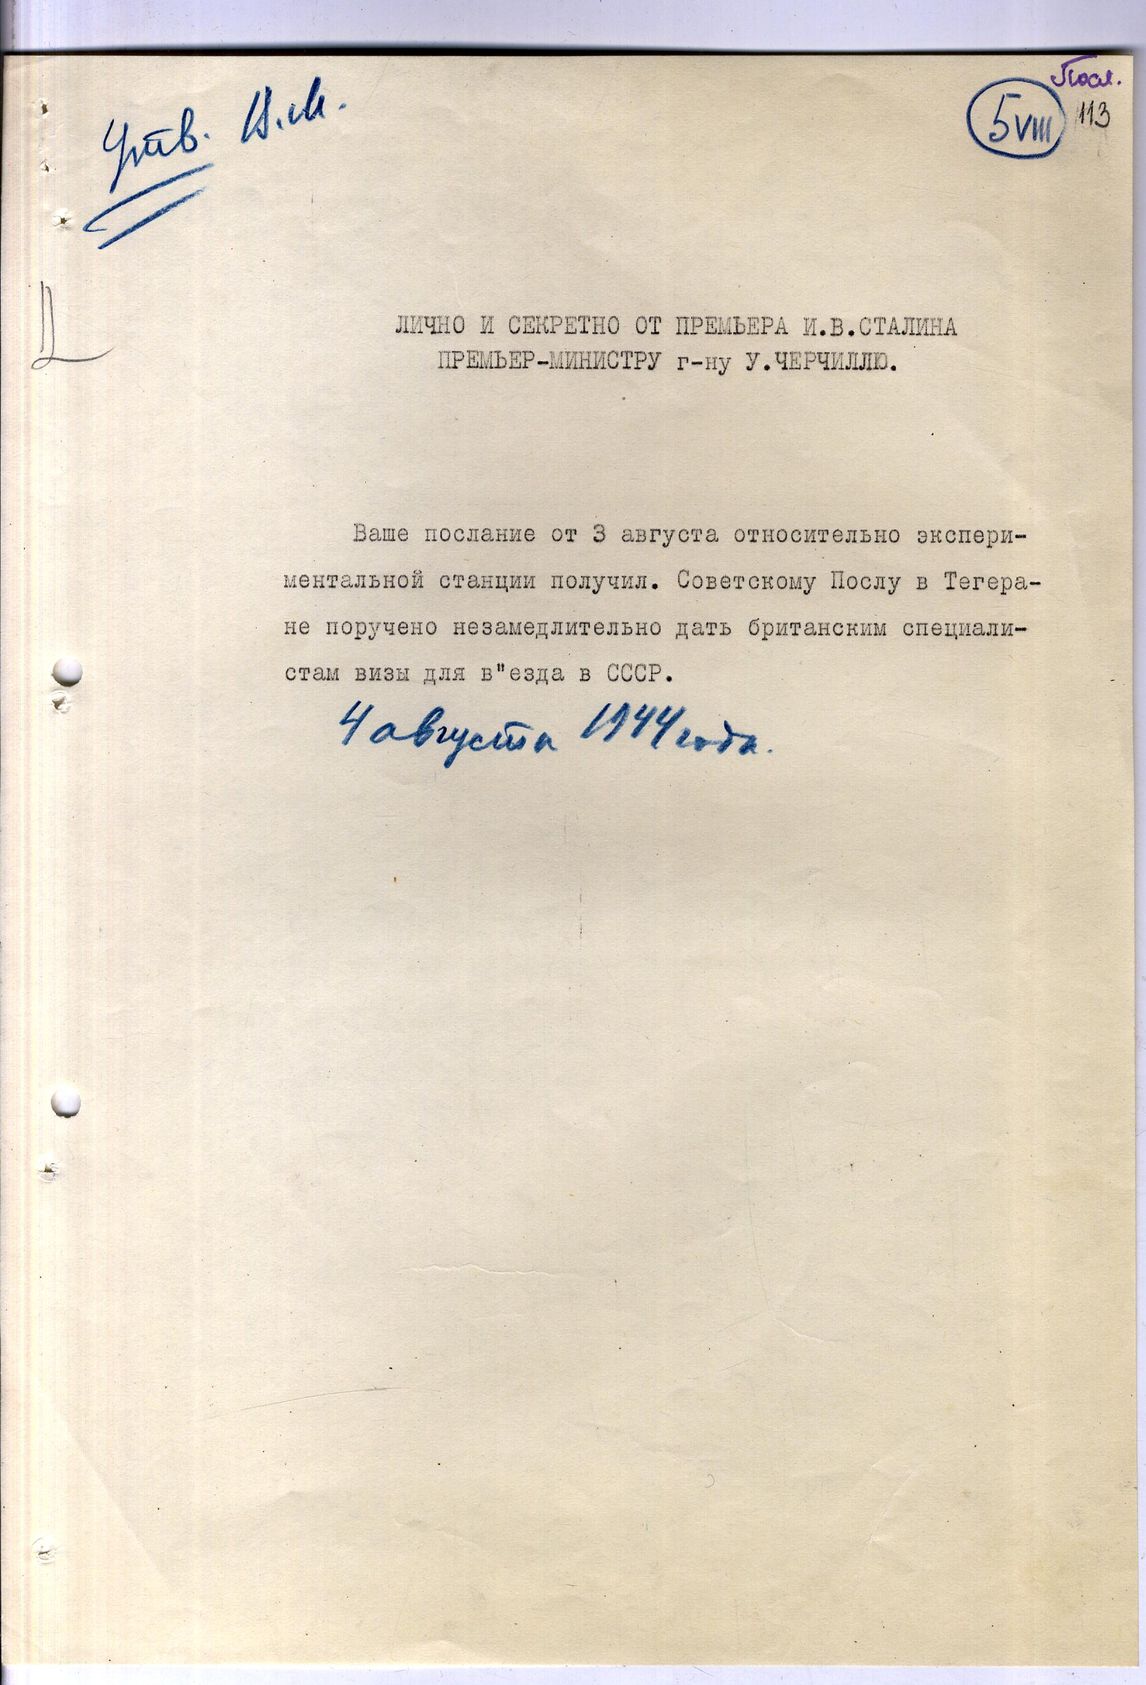 Посл.
Утв. В.М.
5VIII
113
ЛИЧНО И СЕКРЕТНО ОТ ПРЕМЬЕРА И.В.СТАЛИНА
ПРЕМЬЕР-МИНИСТРУ г-ну У.ЧЕРЧИЛЛЮ.
Ваше послание от 3 августа относительно экспери-
ментальной станции получил. Советскому Послу в Тегера-
не поручено незамедлительно дать британским специали-
стам визы для в"езда в СССР.
4 августа 1944 года.